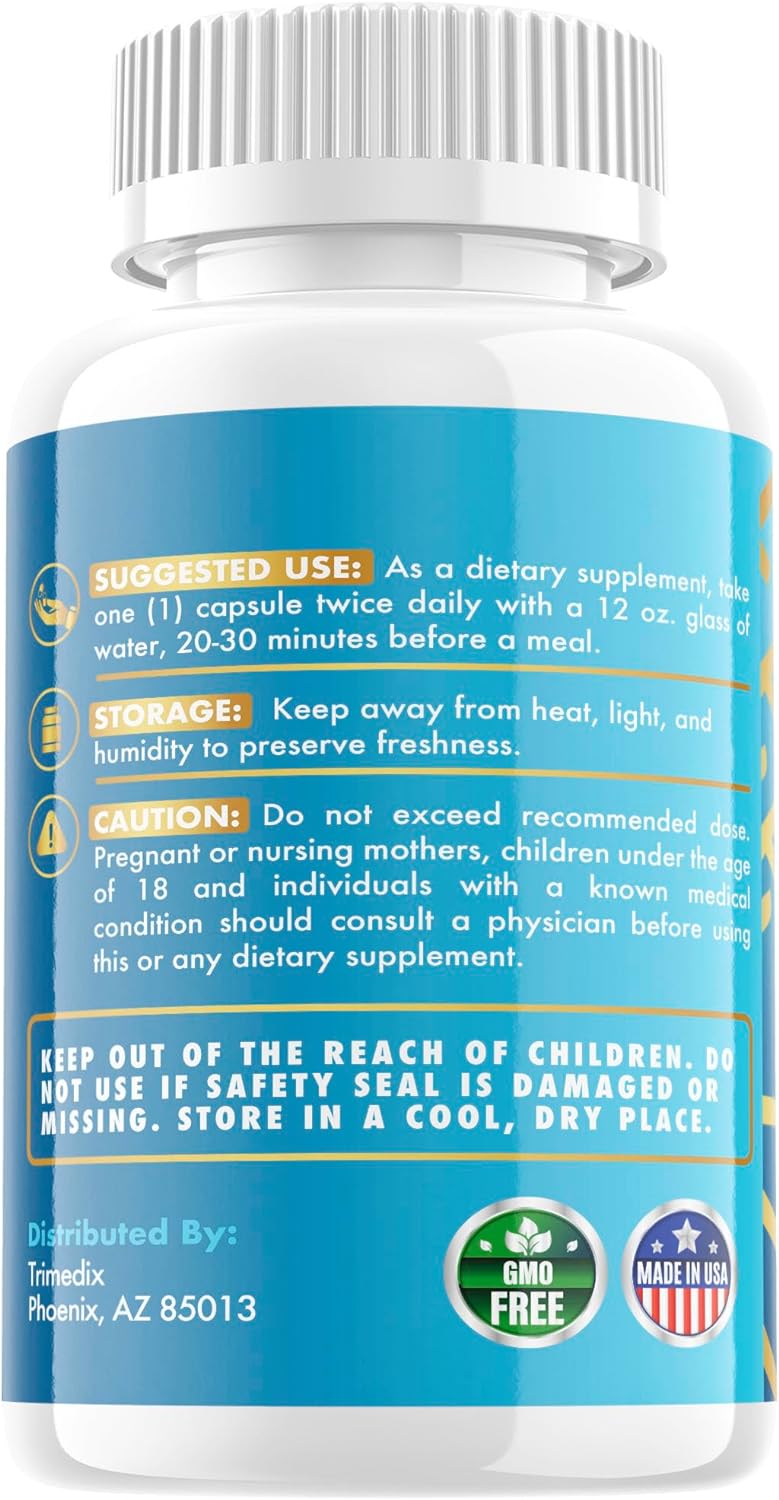 SUGGESTED USE: As a dietary supplement, take
one (1) capsule twice daily with a 12 oz. glass of
water, 20-30 minutes before a meal.
STORAGE: Keep away from heat, light, and
humidity to preserve freshness.
CAUTION: Do not exceed recommended dose.
Pregnant or nursing mothers, children under the age
of 18 and individuals with a known medical
condition should consult a physician before using
this or any dietary supplement.
KEEP OUT OF THE REACH OF CHILDREN. DO
NOT USE IF SAFETY SEAL IS DAMAGED OR
MISSING. STORE IN A COOL, DRY PLACE.
Distributed By:
Trimedix
Phoenix, AZ 85013
GMO
FREE
MADE IN USA